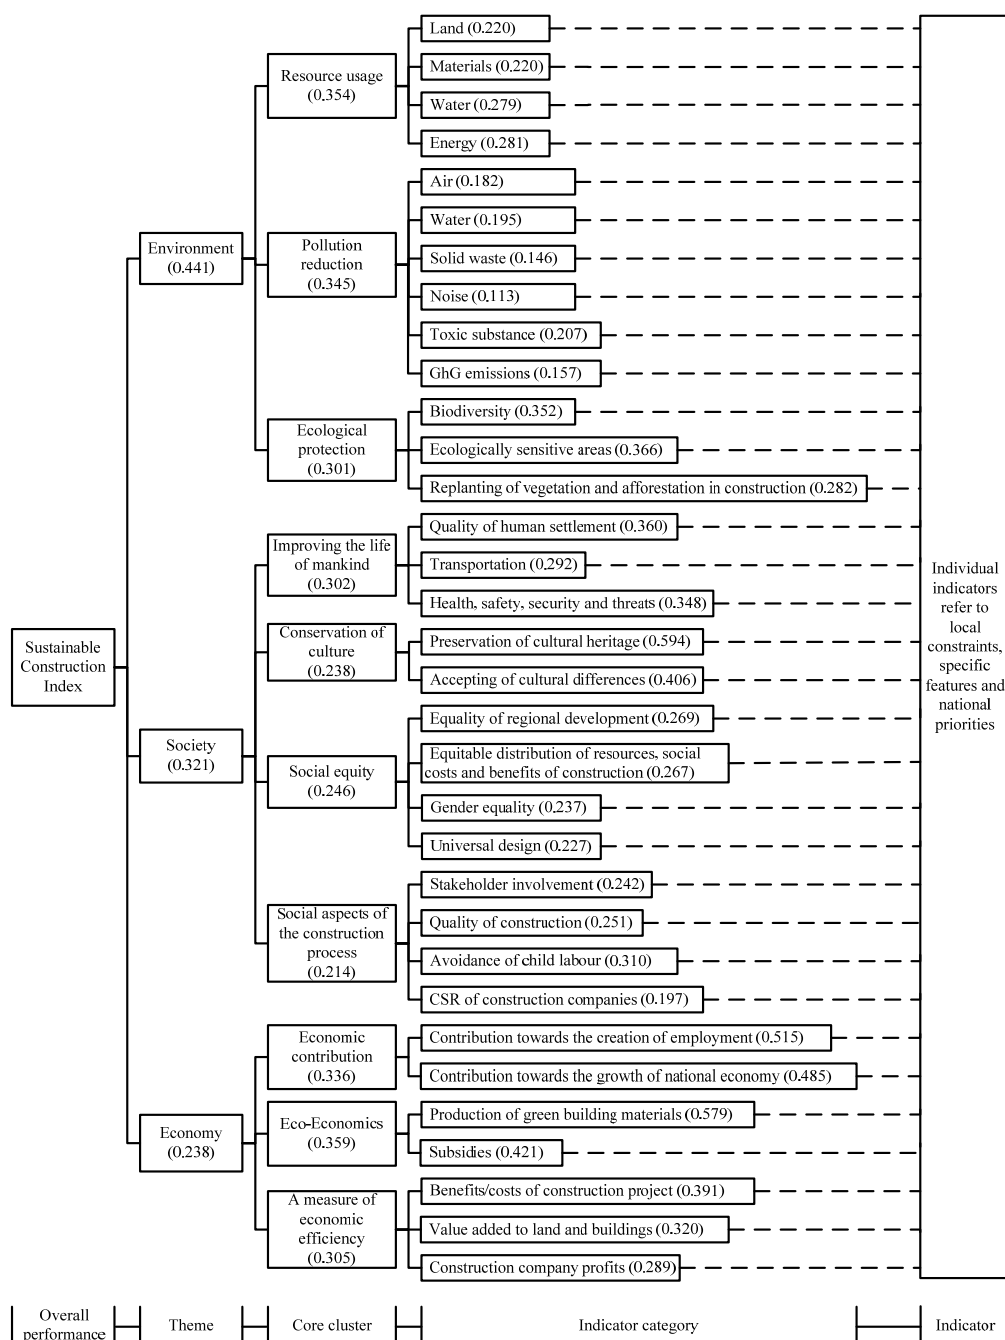 Sustainable
Construction
Index
Environment
(0.441)
Resource usage
(0.354)
Land (0.220)
Materials (0.220)
Water (0.279)
Energy (0.281)
Pollution
reduction
(0.345)
Air (0.182)
Water (0.195)
Solid waste (0.146)
Noise (0.113)
Toxic substance (0.207)
GhG emissions (0.157)
Ecological
protection
(0.301)
Biodiversity (0.352)
Ecologically sensitive areas (0.366)
Replanting of vegetation and afforestation in construction (0.282)
Society
(0.321)
Improving the life
of mankind
(0.302)
Quality of human settlement (0.360)
Transportation (0.292)
Health, safety, security and threats (0.348)
Conservation of
culture
(0.238)
Preservation of cultural heritage (0.594)
Accepting of cultural differences (0.406)
Social equity
(0.246)
Equality of regional development (0.269)
Equitable distribution of resources, social
costs and benefits of construction (0.267)
Gender equality (0.237)
Universal design (0.227)
Social aspects of
the construction
process
(0.214)
Stakeholder involvement (0.242)
Quality of construction (0.251)
Avoidance of child labour (0.310)
CSR of construction companies (0.197)
Economy
(0.238)
Economic
contribution
(0.336)
Contribution towards the creation of employment (0.515)
Contribution towards the growth of national economy (0.485)
Eco-Economics
(0.359)
Production of green building materials (0.579)
Subsidies (0.421)
A measure of
economic
efficiency
(0.305)
Benefits/costs of construction project (0.391)
Value added to land and buildings (0.320)
Construction company profits (0.289)
Individual
indicators
refer to
local
constraints,
specific
features and
national
priorities
Overall
performance
Theme
Core cluster
Indicator category
Indicator